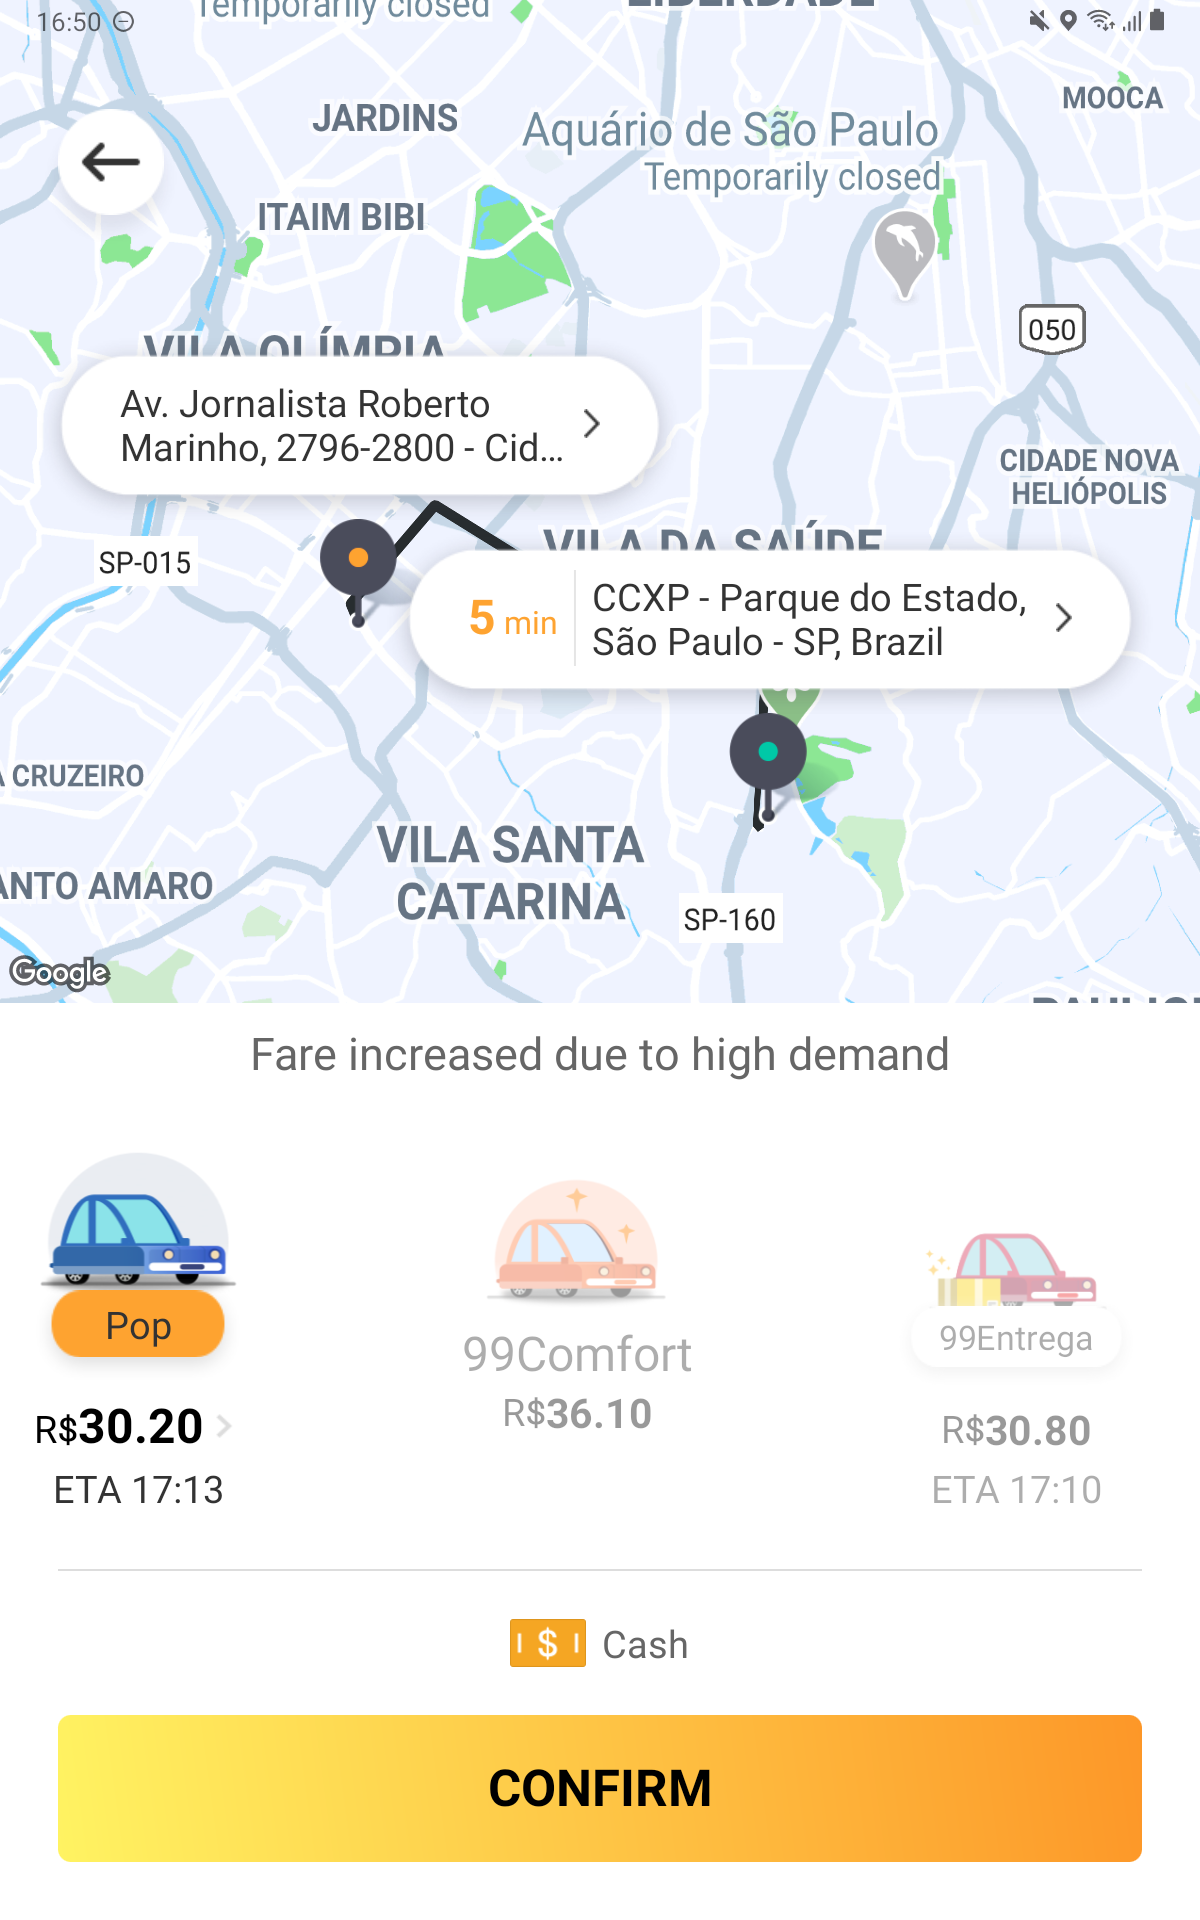 Temporarily closed
16:50
JARDINS
MOOCA
Aquário de São Paulo
Temporarily closed
ITAIM BIBI
050
VILA OLÍMPIA
Av. Jornalista Roberto
Marinho, 2796-2800 - Cid...
CIDADE NOVA
HELIÓPOLIS
VILA DA SAÚDE
SP-015
5 min
CCXP - Parque do Estado,
São Paulo - SP, Brazil
CRUZEIRO
VILA SANTA
CATARINA
ANTO AMARO
SP-160
Google
Fare increased due to high demand
Pop
99Comfort
99Entrega
R$30.20
R$36.10
R$30.80
ETA 17:13
ETA 17:10
$ Cash
CONFIRM